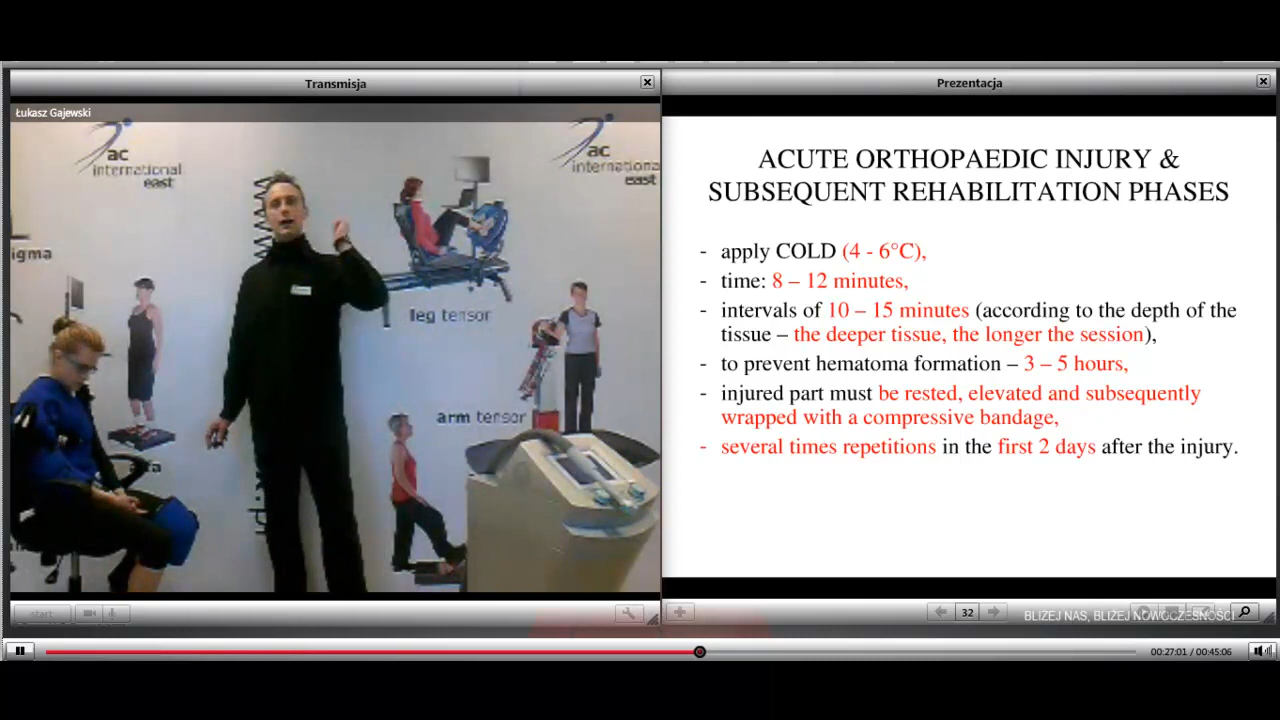 Transmisja
Łukasz Gajewski
ac
international
east
ac
international
east
igma
leg tensor
arm tensor
start
Prezentacja
ACUTE ORTHOPAEDIC INJURY &
SUBSEQUENT REHABILITATION PHASES
- apply COLD (4 - 6°C),
- time: 8 – 12 minutes,
- intervals of 10 – 15 minutes (according to the depth of the
tissue – the deeper tissue, the longer the session),
- to prevent hematoma formation – 3 – 5 hours,
- injured part must be rested, elevated and subsequently
wrapped with a compressive bandage,
- several times repetitions in the first 2 days after the injury.
32
BLIŻEJ NAS, BLIŻEJ NOWOCZESNOŚCI
00:27:01 / 00:45:06